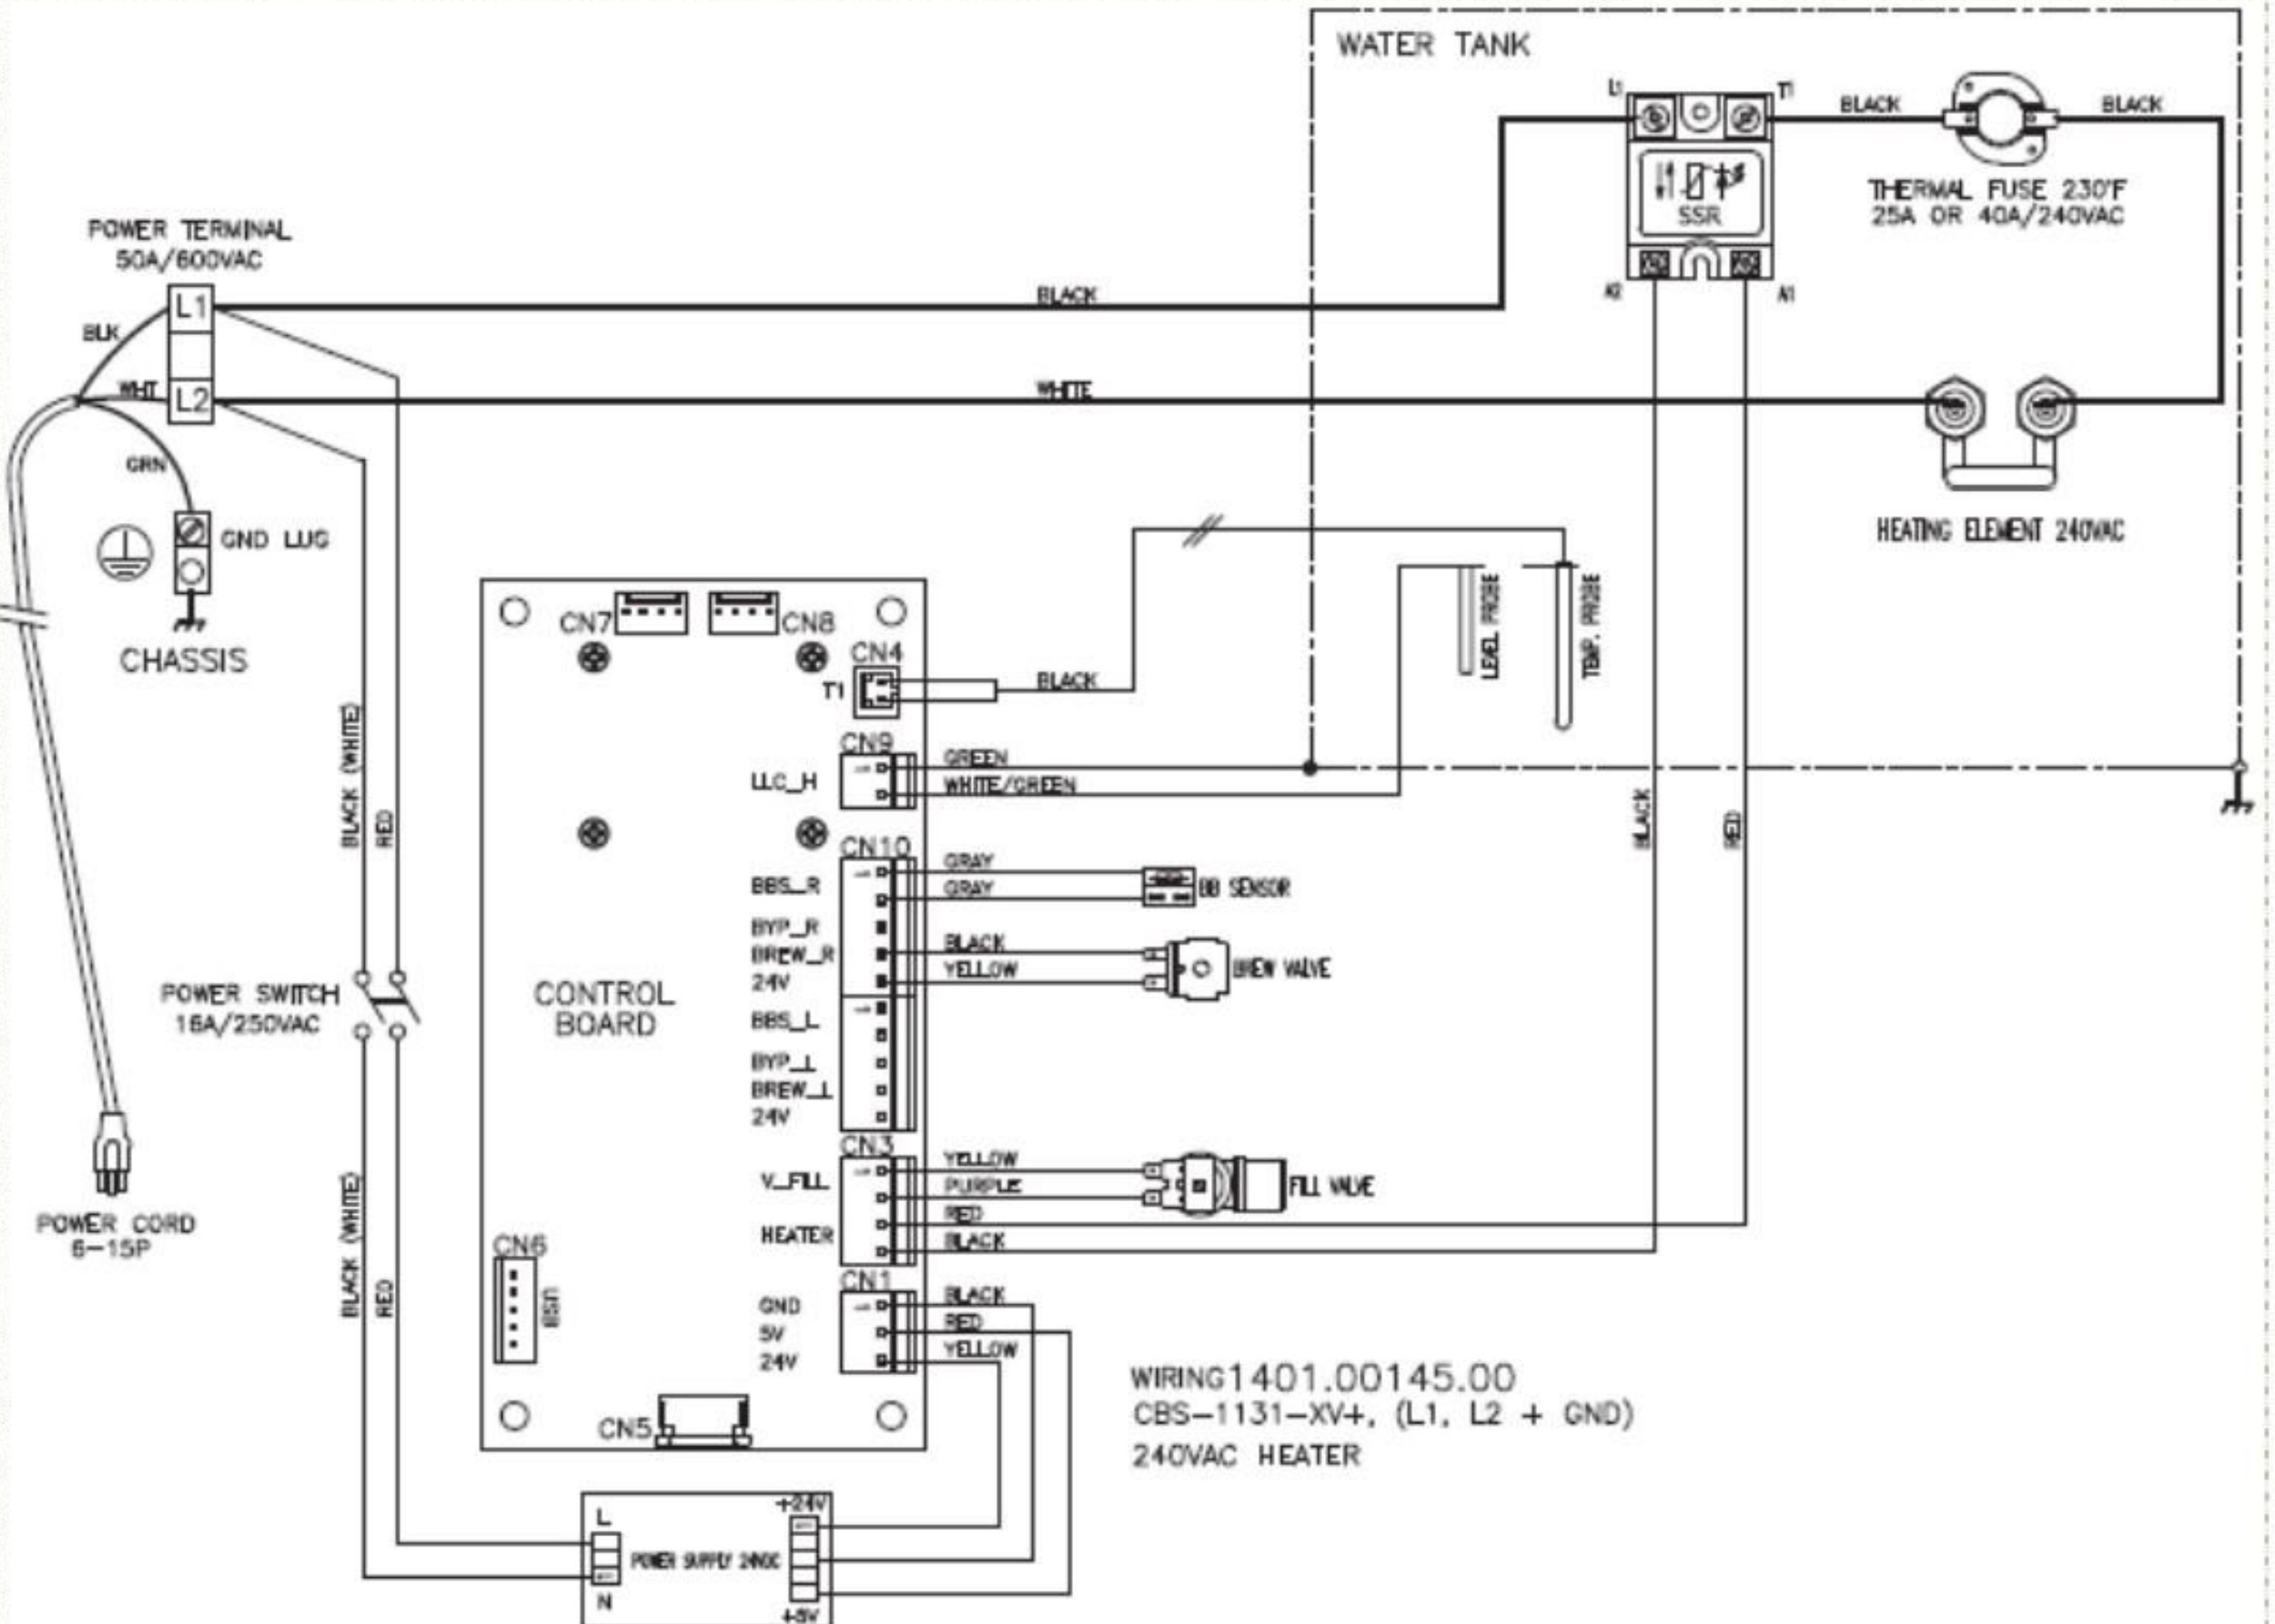 WATER TANK
L1
T1
BLACK
BLACK
THERMAL FUSE 230°F
25A OR 40A/240VAC
SSR
A2
A1
POWER TERMINAL
50A/600VAC
L1
BLK
BLACK
WHT
L2
WHITE
GRN
GND LUG
CHASSIS
HEATING ELEMENT 240VAC
LEVEL PROBE
TEMP. PROBE
CN7
CN8
CN4
T1
BLACK
CN9
GREEN
LLC_H
WHITE/GREEN
BLACK (WHITE)
RED
BLACK
RED
CN10
GRAY
BBS_R
GRAY
BB SENSOR
BYP_R
BLACK
BREW_R
YELLOW
BREW VALVE
24V
POWER SWITCH
16A/250VAC
CONTROL
BOARD
BBS_L
BYP_L
BREW_L
24V
CN3
YELLOW
V_FILL
PURPLE
FILL VALVE
RED
HEATER
BLACK
POWER CORD
6-15P
BLACK (WHITE)
RED
CN6
USB
CN1
BLACK
GND
RED
5V
YELLOW
24V
CN5
WIRING 1401.00145.00
CBS-1131-XV+, (L1, L2 + GND)
240VAC HEATER
L
+24V
POWER SUPPLY 24VDC
N
+5V